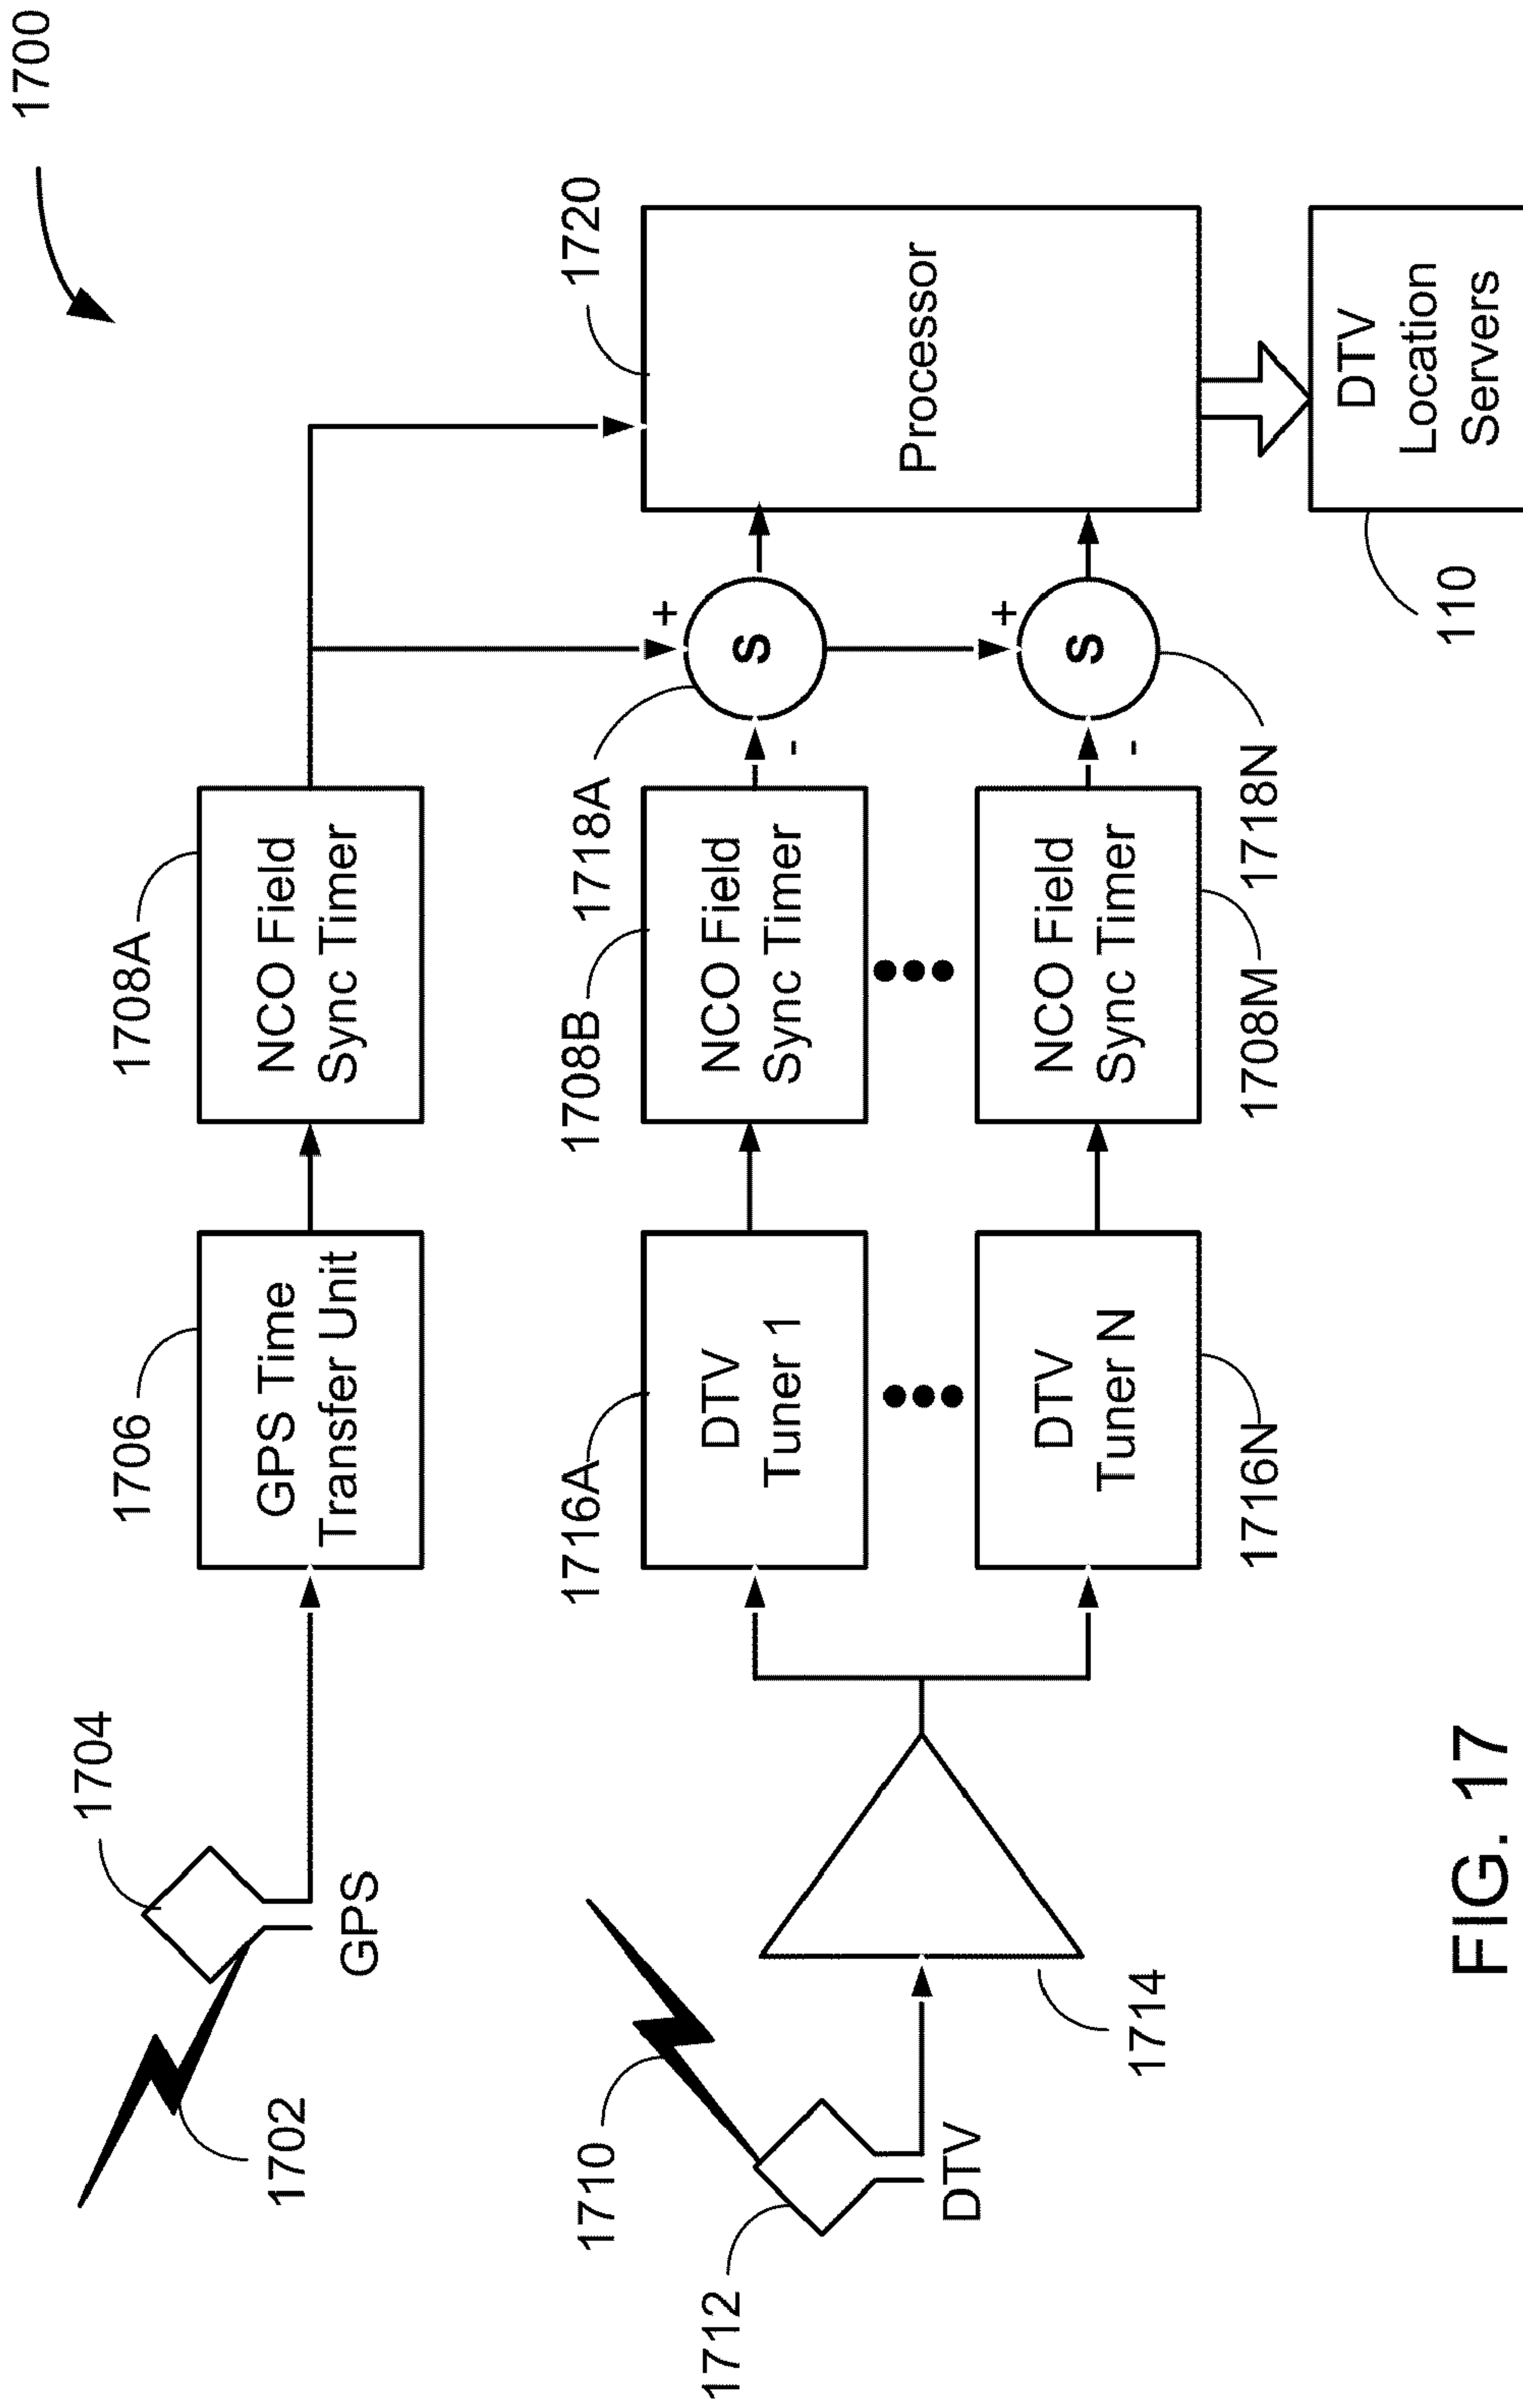 1700
1704
1702
GPS
1706
GPS Time
Transfer Unit
1708A
NCO Field
Sync Timer
1710
1712
DTV
1714
1716A
DTV
Tuner 1
1708B
NCO Field
Sync Timer
1718A
+
S
-
1720
Processor
1716N
DTV
Tuner N
1708M
NCO Field
Sync Timer
1718N
+
S
-
110
DTV
Location
Servers
FIG. 17